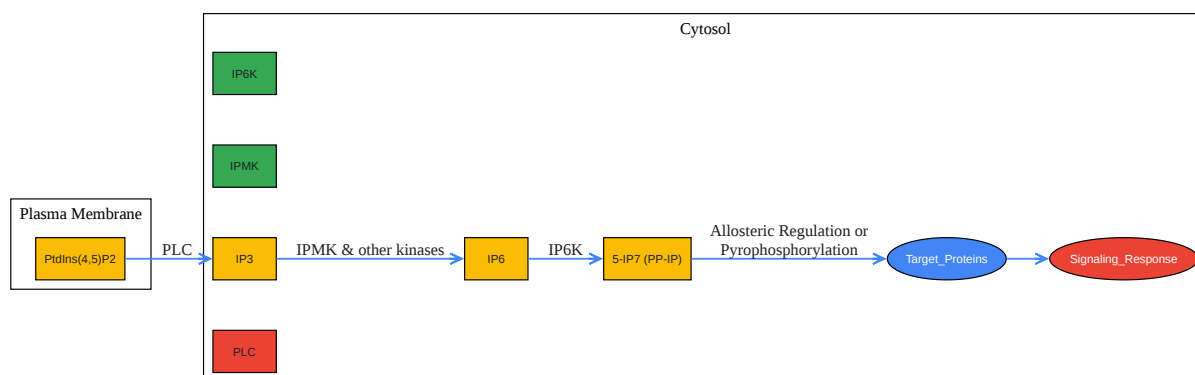 Cytosol
IP6K
IPMK
Plasma Membrane
PtdIns(4,5)P2
PLC
IP3
IPMK & other kinases
IP6
IP6K
5-IP7 (PP-IP)
Allosteric Regulation or
Pyrophosphorylation
Target_Proteins
Signaling_Response
PLC